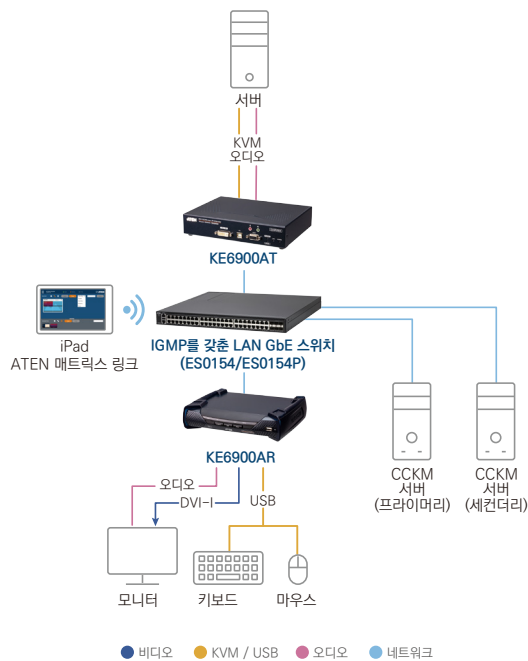 서버
KVM
오디오
KE6900AT
iPad
ATEN 매트릭스 링크
IGMP를 갖춘 LAN GbE 스위치
(ES0154/ES0154P)
KE6900AR
CCKM
서버
(프라이머리)
CCKM
서버
(세컨더리)
오디오
DVI-I
USB
모니터
키보드
마우스
비디오
KVM / USB
오디오
네트워크